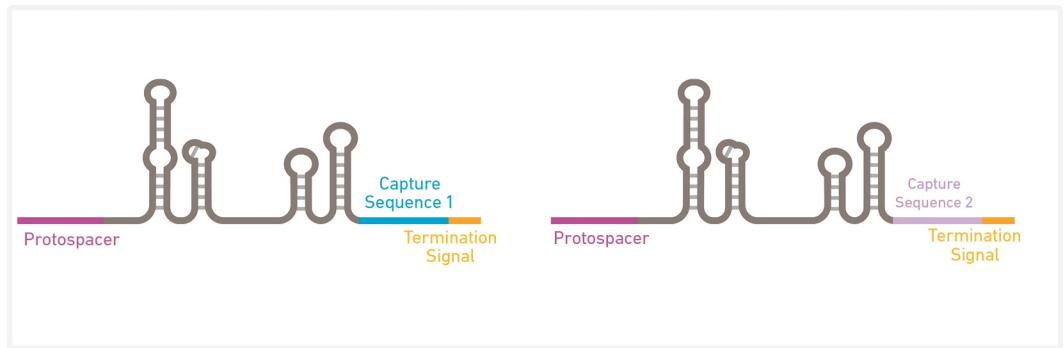 Capture
Sequence 1
Protospacer
Termination
Signal
Capture
Sequence 2
Protospacer
Termination
Signal